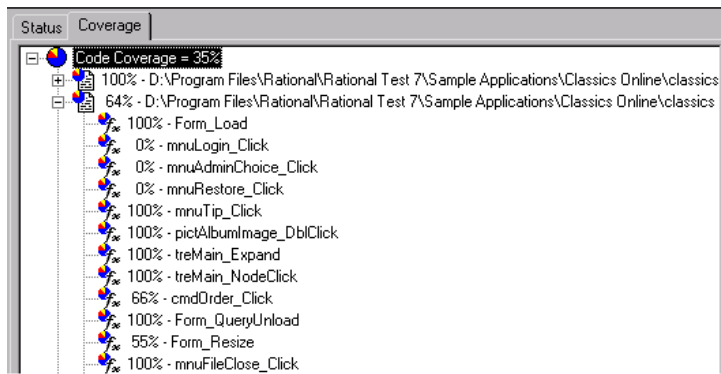 Status Coverage
Code Coverage = 35%
100% - D:\Program Files\Rational\Rational Test 7\Sample Applications\Classics Online\classics
64% - D:\Program Files\Rational\Rational Test 7\Sample Applications\Classics Online\classics
100% - Form_Load
0% - mnuLogin_Click
0% - mnuAdminChoice_Click
0% - mnuRestore_Click
100% - mnuTip_Click
100% - pictAlbumImage_DblClick
100% - treMain_Expand
100% - treMain_NodeClick
66% - cmdOrder_Click
100% - Form_QueryUnload
55% - Form_Resize
100% - mnuFileClose_Click